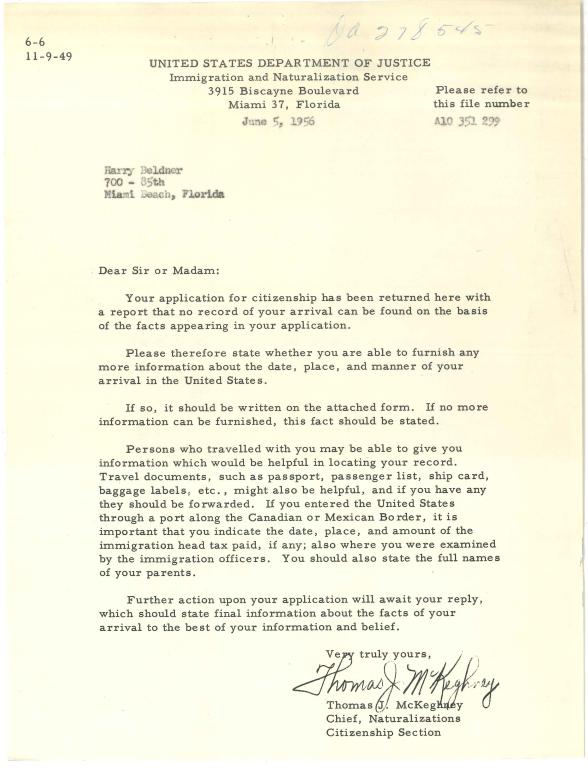 278545
6-6
11-9-49
UNITED STATES DEPARTMENT OF JUSTICE
Immigration and Naturalization Service
3915 Biscayne Boulevard
Miami 37, Florida
June 5, 1956
Please refer to
this file number
A10 351 299
Harry Beldner
700 - 85th
Miami Beach, Florida
Dear Sir or Madam:
Your application for citizenship has been returned here with
a report that no record of your arrival can be found on the basis
of the facts appearing in your application.
Please therefore state whether you are able to furnish any
more information about the date, place, and manner of your
arrival in the United States.
If so, it should be written on the attached form. If no more
information can be furnished, this fact should be stated.
Persons who travelled with you may be able to give you
information which would be helpful in locating your record.
Travel documents, such as passport, passenger list, ship card,
baggage labels, etc., might also be helpful, and if you have any
they should be forwarded. If you entered the United States
through a port along the Canadian or Mexican Border, it is
important that you indicate the date, place, and amount of the
immigration head tax paid, if any; also where you were examined
by the immigration officers. You should also state the full names
of your parents.
Further action upon your application will await your reply,
which should state final information about the facts of your
arrival to the best of your information and belief.
Very truly yours,
Thomas J. McKeghney
Thomas J. McKeghney
Chief, Naturalizations
Citizenship Section